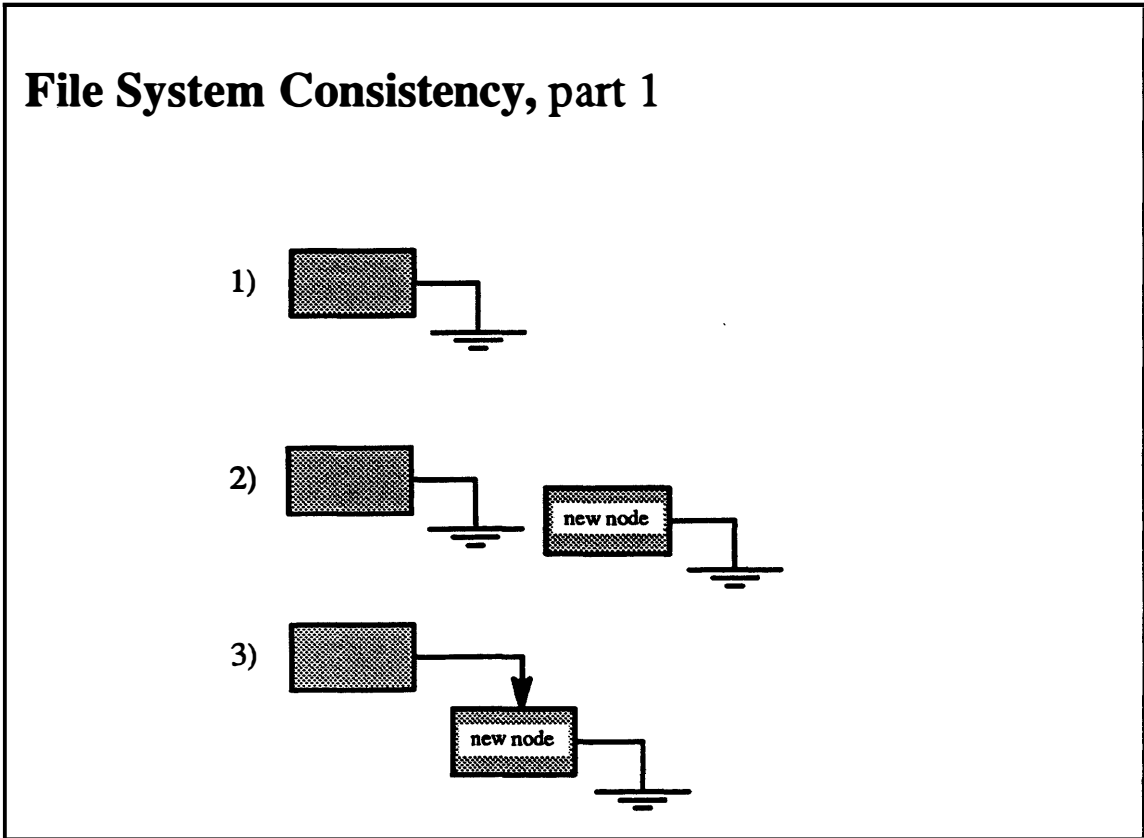 File System Consistency, part 1
1)
2)
new node
3)
new node